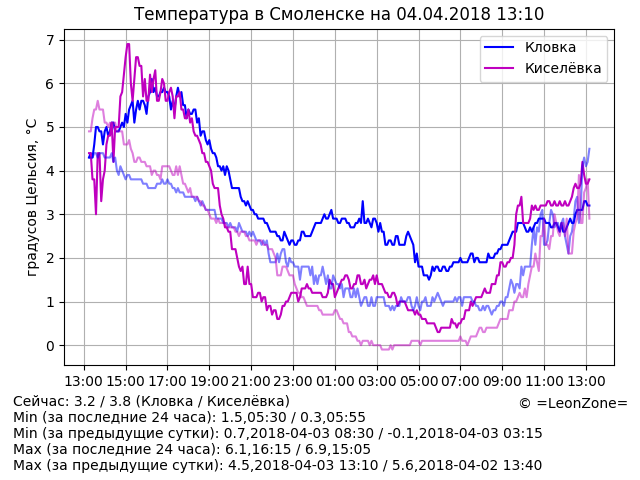 Температура в Смоленске на 04.04.2018 13:10
Кловка
Киселёвка
градусов Цельсия, °C
7
6
5
4
3
2
1
0
13:00 15:00 17:00 19:00 21:00 23:00 01:00 03:00 05:00 07:00 09:00 11:00 13:00
Сейчас: 3.2 / 3.8 (Кловка / Киселёвка)
© =LeonZone=
Min (за последние 24 часа): 1.5,05:30 / 0.3,05:55
Min (за предыдущие сутки): 0.7,2018-04-03 08:30 / -0.1,2018-04-03 03:15
Max (за последние 24 часа): 6.1,16:15 / 6.9,15:05
Max (за предыдущие сутки): 4.5,2018-04-03 13:10 / 5.6,2018-04-02 13:40